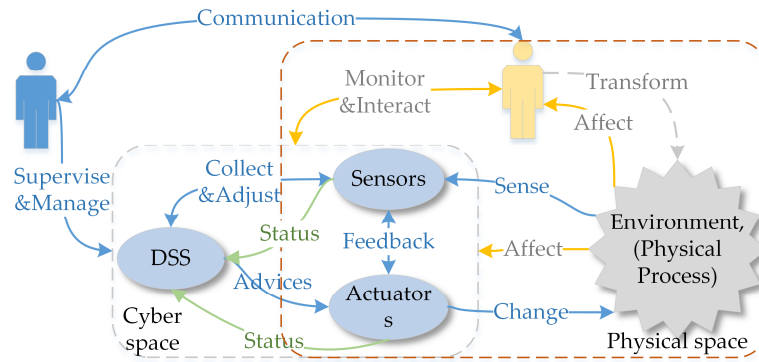 Communication
Monitor
&Interact
Transform
Affect
Supervise
&Manage
Collect
&Adjust
Sensors
Sense
Environment,
(Physical
Process)
Status
Feedback
Affect
DSS
Advices
Actuator
s
Change
Cyber
space
Status
Physical space